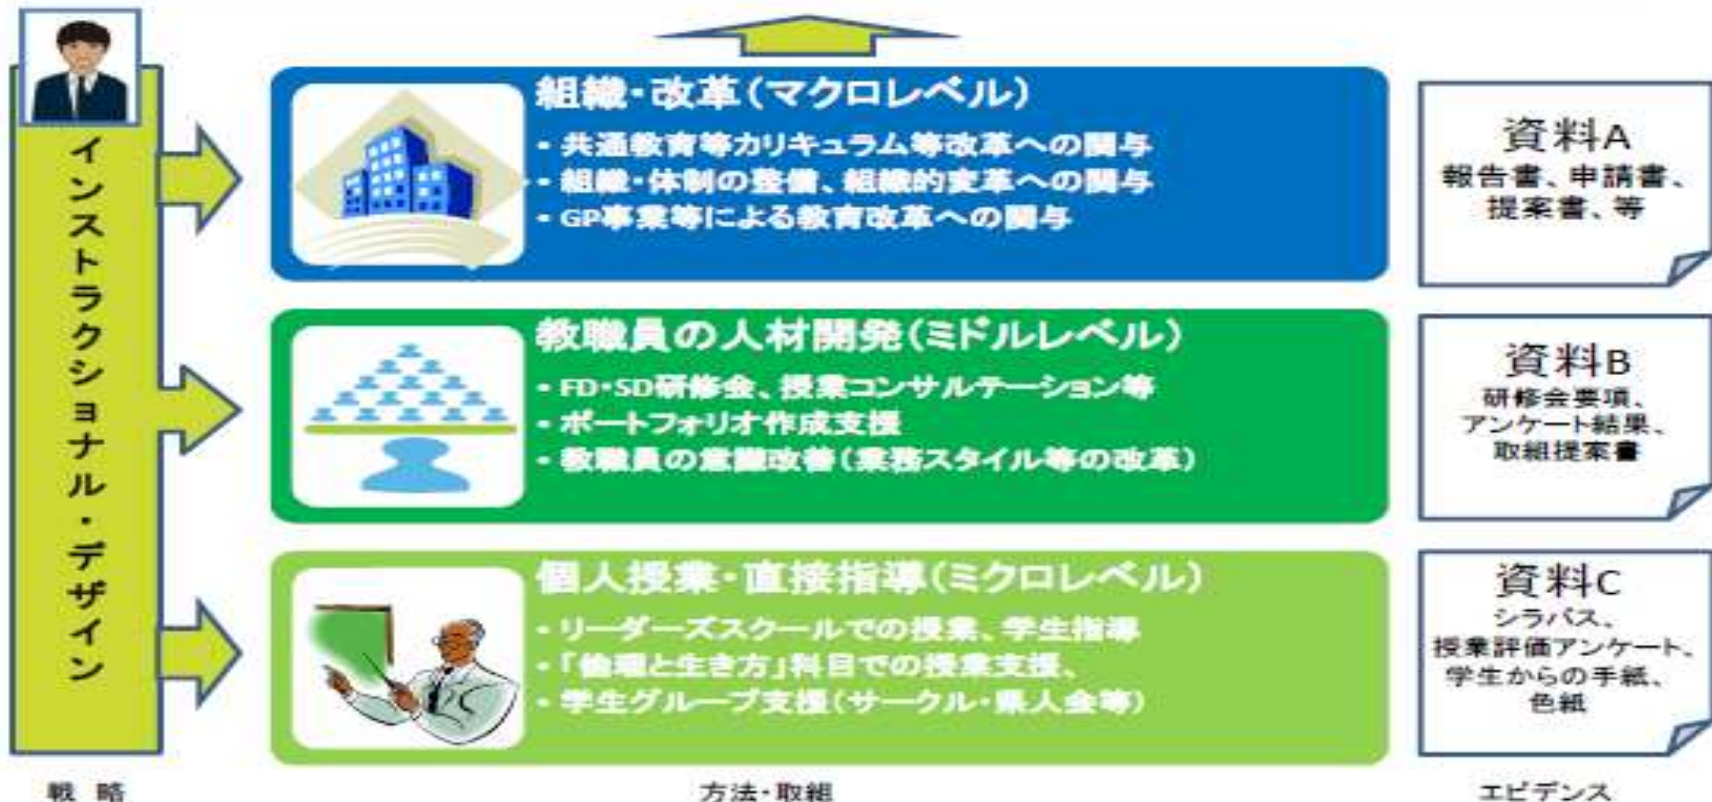 インストラクショナル・デザイン
組織・改革(マクロレベル)
・共通教育等カリキュラム等改革への関与
・組織・体制の整備、組織的変革への関与
・GP事業等による教育改革への関与
資料A
報告書、申請書、
提案書、等
教職員の人材開発(ミドルレベル)
・FD・SD研修会、授業コンサルテーション等
・ポートフォリオ作成支援
・教職員の意識改善(業務スタイル等の改革)
資料B
研修会要項、
アンケート結果、
取組提案書
個人授業・直接指導(ミクロレベル)
・リーダーズスクールでの授業、学生指導
・「倫理と生き方」科目での授業支援、
・学生グループ支援(サークル・県人会等)
資料C
シラバス、
授業評価アンケート、
学生からの手紙、
色紙
戦 略
方法・取組
エビデンス